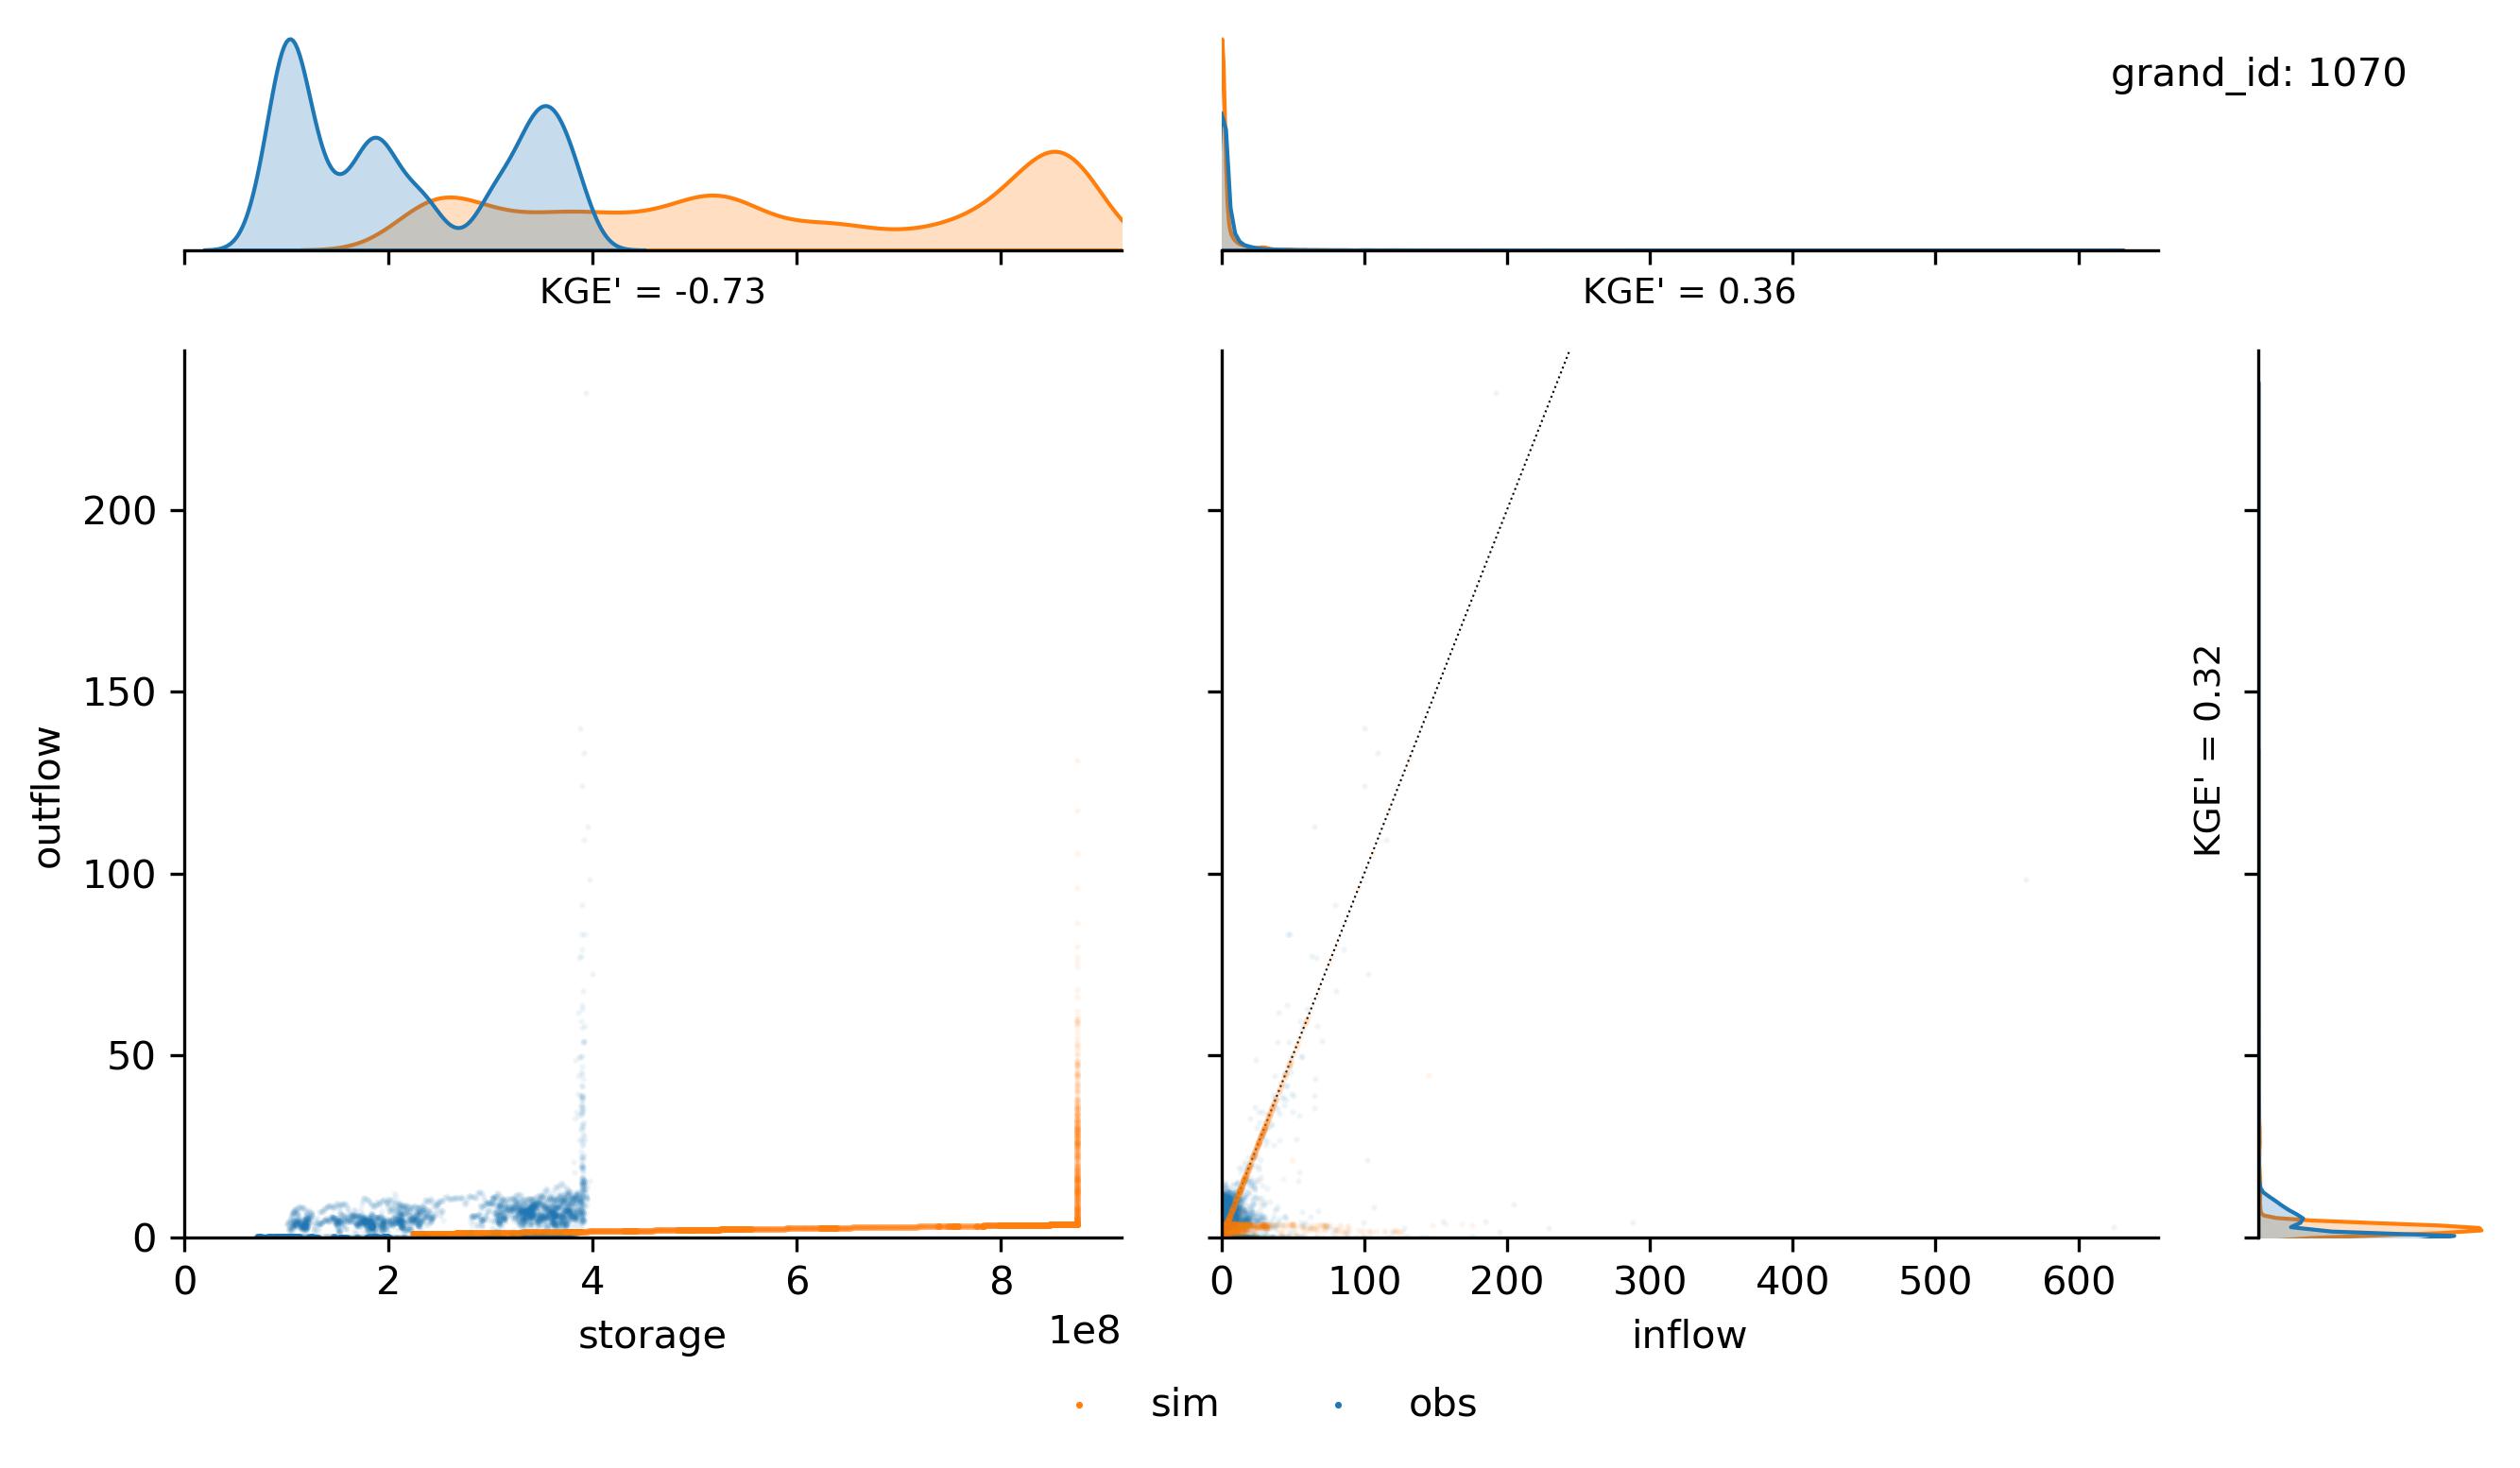 grand_id: 1070
KGE' = -0.73
KGE' = 0.36
200
150
100
50
0
outflow
KGE' = 0.32
0 2 4 6 8
0 100 200 300 400 500 600
storage
1e8
inflow
sim obs